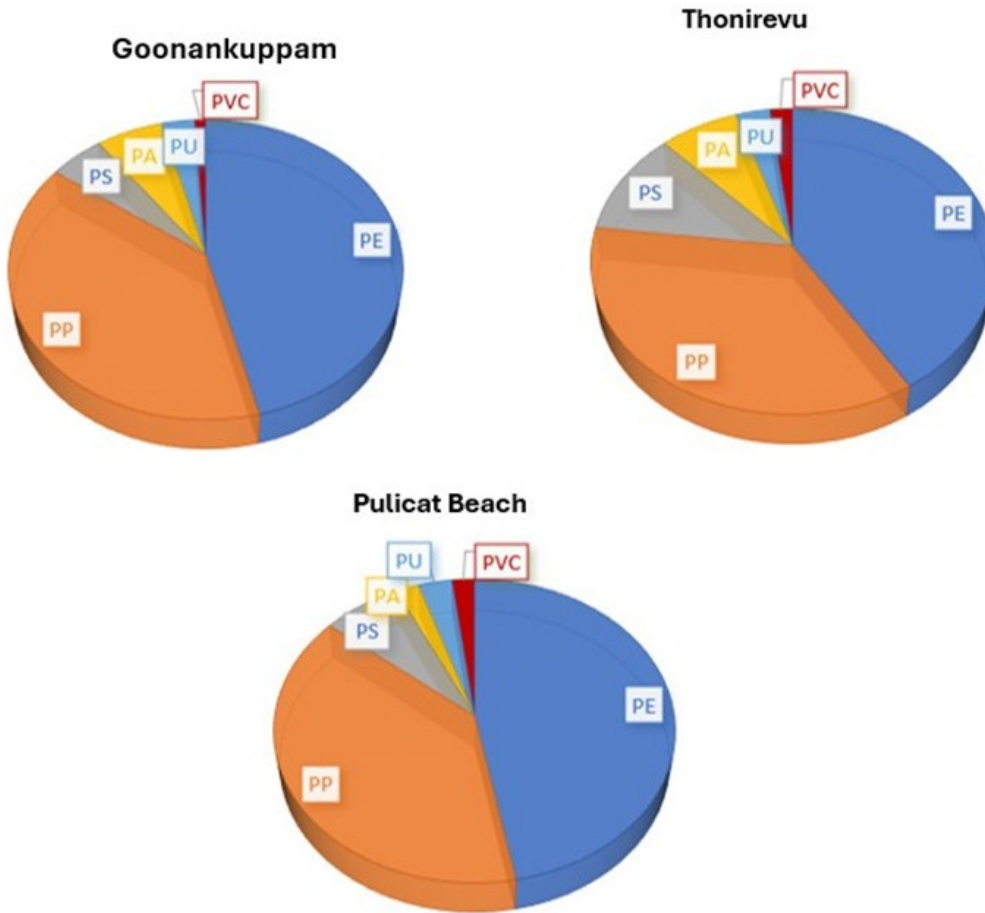 Goonankuppam
PVC
PU
PA
PS
PE
PP
Thonirevu
PVC
PU
PA
PS
PE
PP
Pulicat Beach
PU
PVC
PA
PS
PE
PP